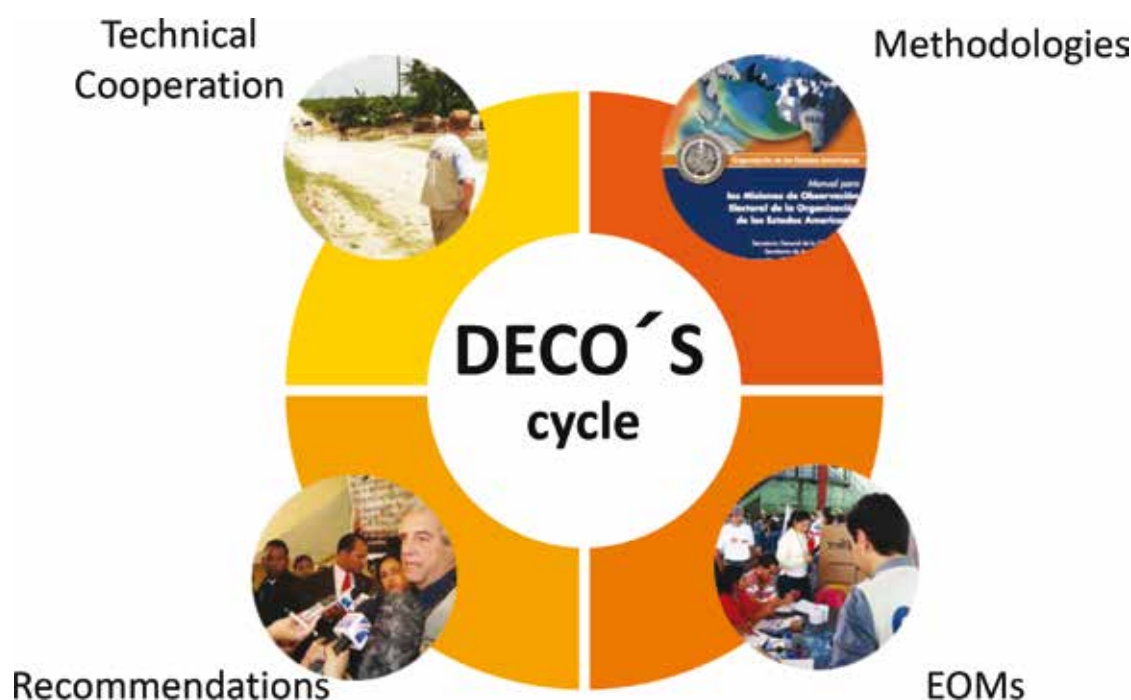 Technical
Cooperation
Methodologies
Organización de los Estados Americanos
Manual para
las Misiones de Observación
Electoral de la Organización
de los Estados Americanos
DECO´S
cycle
Recommendations
EOMs